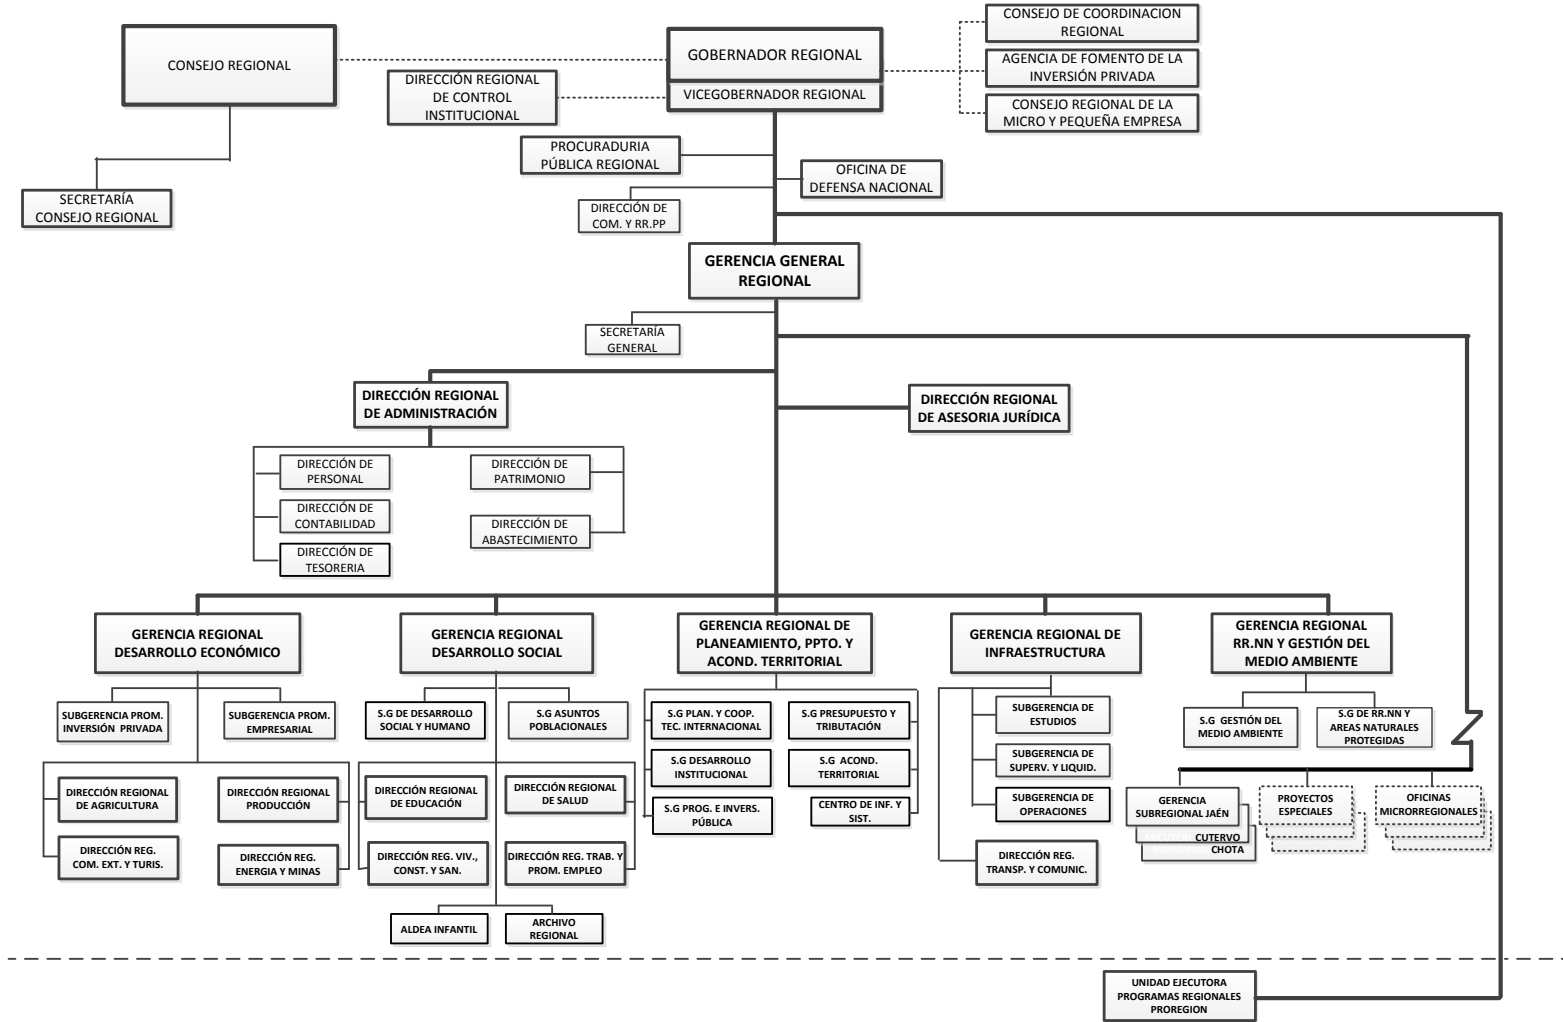 CONSEJO REGIONAL
GOBERNADOR REGIONAL
VICEGOBERNADOR REGIONAL
CONSEJO DE COORDINACION
REGIONAL
AGENCIA DE FOMENTO DE LA
INVERSIÓN PRIVADA
CONSEJO REGIONAL DE LA
MICRO Y PEQUEÑA EMPRESA
DIRECCIÓN REGIONAL
DE CONTROL
INSTITUCIONAL
PROCURADURIA
PÚBLICA REGIONAL
OFICINA DE
DEFENSA NACIONAL
SECRETARÍA
CONSEJO REGIONAL
DIRECCIÓN DE
COM. Y RR.PP
GERENCIA GENERAL
REGIONAL
SECRETARÍA
GENERAL
DIRECCIÓN REGIONAL
DE ADMINISTRACIÓN
DIRECCIÓN REGIONAL
DE ASESORIA JURÍDICA
DIRECCIÓN DE
PERSONAL
DIRECCIÓN DE
PATRIMONIO
DIRECCIÓN DE
CONTABILIDAD
DIRECCIÓN DE
ABASTECIMIENTO
DIRECCIÓN DE
TESORERIA
GERENCIA REGIONAL
DESARROLLO ECONÓMICO
GERENCIA REGIONAL
DESARROLLO SOCIAL
GERENCIA REGIONAL DE
PLANEAMIENTO, PPTO. Y
ACOND. TERRITORIAL
GERENCIA REGIONAL DE
INFRAESTRUCTURA
GERENCIA REGIONAL
RR.NN Y GESTIÓN DEL
MEDIO AMBIENTE
SUBGERENCIA PROM.
INVERSIÓN PRIVADA
SUBGERENCIA PROM.
EMPRESARIAL
DIRECCIÓN REGIONAL
DE AGRICULTURA
DIRECCIÓN REGIONAL
PRODUCCIÓN
DIRECCIÓN REG.
COM. EXT. Y TURIS.
DIRECCIÓN REG.
ENERGIA Y MINAS
S.G DE DESARROLLO
SOCIAL Y HUMANO
S.G ASUNTOS
POBLACIONALES
DIRECCIÓN REGIONAL
DE EDUCACIÓN
DIRECCIÓN REGIONAL
DE SALUD
DIRECCIÓN REG. VIV.,
CONST. Y SAN.
DIRECCIÓN REG. TRAB. Y
PROM. EMPLEO
ALDEA INFANTIL
ARCHIVO
REGIONAL
S.G PLAN. Y COOP.
TEC. INTERNACIONAL
S.G PRESUPUESTO Y
TRIBUTACIÓN
S.G DESARROLLO
INSTITUCIONAL
S.G ACOND.
TERRITORIAL
S.G PROG. E INVERS.
PÚBLICA
CENTRO DE INF. Y
SIST.
SUBGERENCIA DE
ESTUDIOS
SUBGERENCIA DE
SUPERV. Y LIQUID.
SUBGERENCIA DE
OPERACIONES
DIRECCIÓN REG.
TRANSP. Y COMUNIC.
S.G GESTIÓN DEL
MEDIO AMBIENTE
S.G DE RR.NN Y
AREAS NATURALES
PROTEGIDAS
GERENCIA
SUBREGIONAL JAÉN
CUTERVO
CHOTA
PROYECTOS
ESPECIALES
OFICINAS
MICRORREGIONALES
UNIDAD EJECUTORA
PROGRAMAS REGIONALES
PROREGION